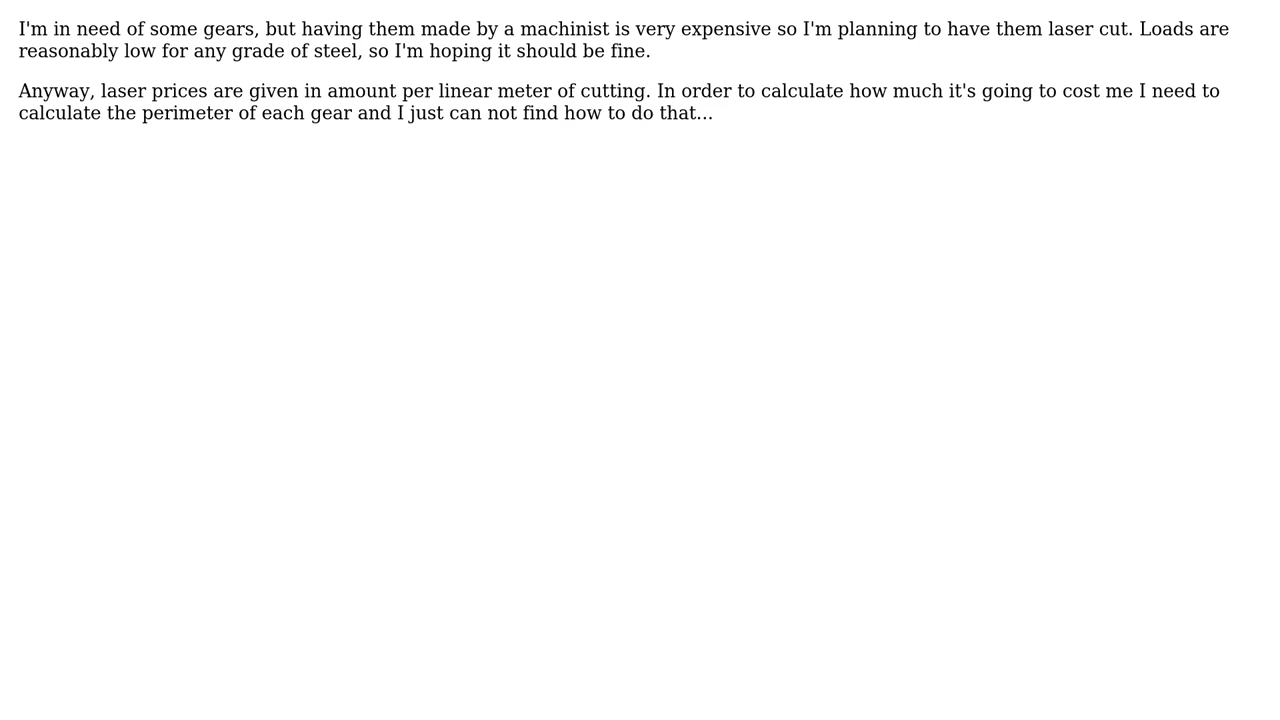 I'm in need of some gears, but having them made by a machinist is very expensive so I'm planning to have them laser cut. Loads are
reasonably low for any grade of steel, so I'm hoping it should be fine.
Anyway, laser prices are given in amount per linear meter of cutting. In order to calculate how much it's going to cost me I need to
calculate the perimeter of each gear and I just can not find how to do that...